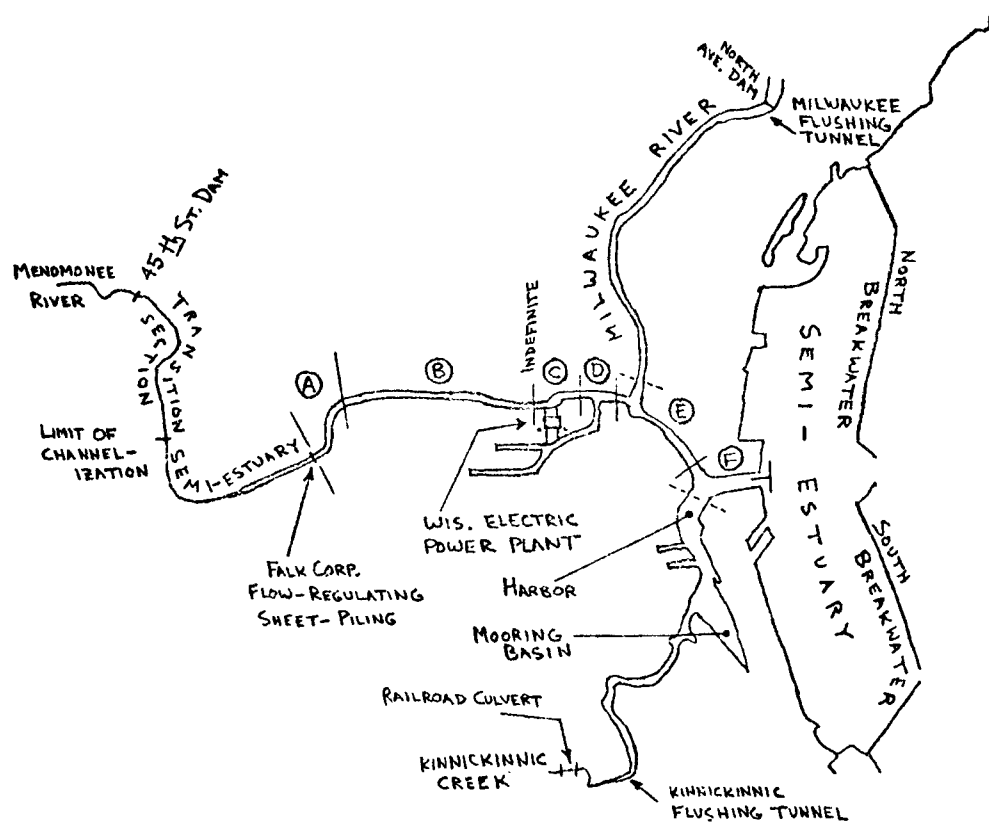 NORTH
AVE. DAM
MILWAUKEE
FLUSHING
TUNNEL
MILWAUKEE RIVER
45TH ST. DAM
MENOMONEE
RIVER
TRANSITION
SECTION
SEMI-ESTUARY
LIMIT OF
CHANNEL-
IZATION
A
B
INDEFINITE
C
D
E
F
NORTH
BREAKWATER
SEMI-ESTUARY
SOUTH
BREAKWATER
WIS. ELECTRIC
POWER PLANT
FALK CORP.
FLOW-REGULATING
SHEET-PILING
HARBOR
MOORING
BASIN
RAILROAD CULVERT
KINNICKINNIC
CREEK
KINNICKINNIC
FLUSHING TUNNEL